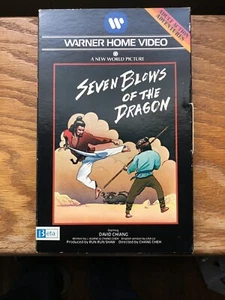 WARNER HOME VIDEO
A NEW WORLD PICTURE
SEVEN BLOWS
OF THE
DRAGON
starring
DAVID CHIANG
Produced by RUN RUN SHAW Directed by CHANG CHEH
Beta